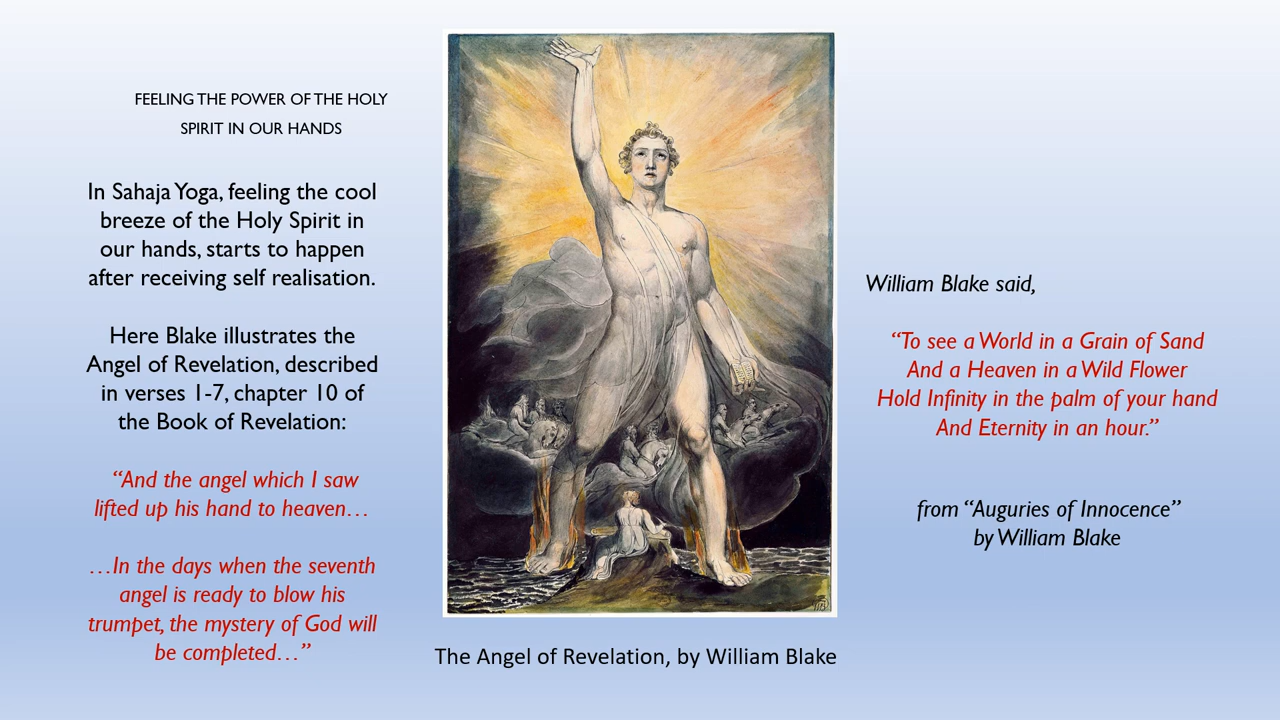 FEELING THE POWER OF THE HOLY
SPIRIT IN OUR HANDS
In Sahaja Yoga, feeling the cool
breeze of the Holy Spirit in
our hands, starts to happen
after receiving self realisation.
Here Blake illustrates the
Angel of Revelation, described
in verses 1-7, chapter 10 of
the Book of Revelation:
“And the angel which I saw
lifted up his hand to heaven…
…In the days when the seventh
angel is ready to blow his
trumpet, the mystery of God will
be completed…”
The Angel of Revelation, by William Blake
William Blake said,
“To see a World in a Grain of Sand
And a Heaven in a Wild Flower
Hold Infinity in the palm of your hand
And Eternity in an hour.”
from “Auguries of Innocence”
by William Blake